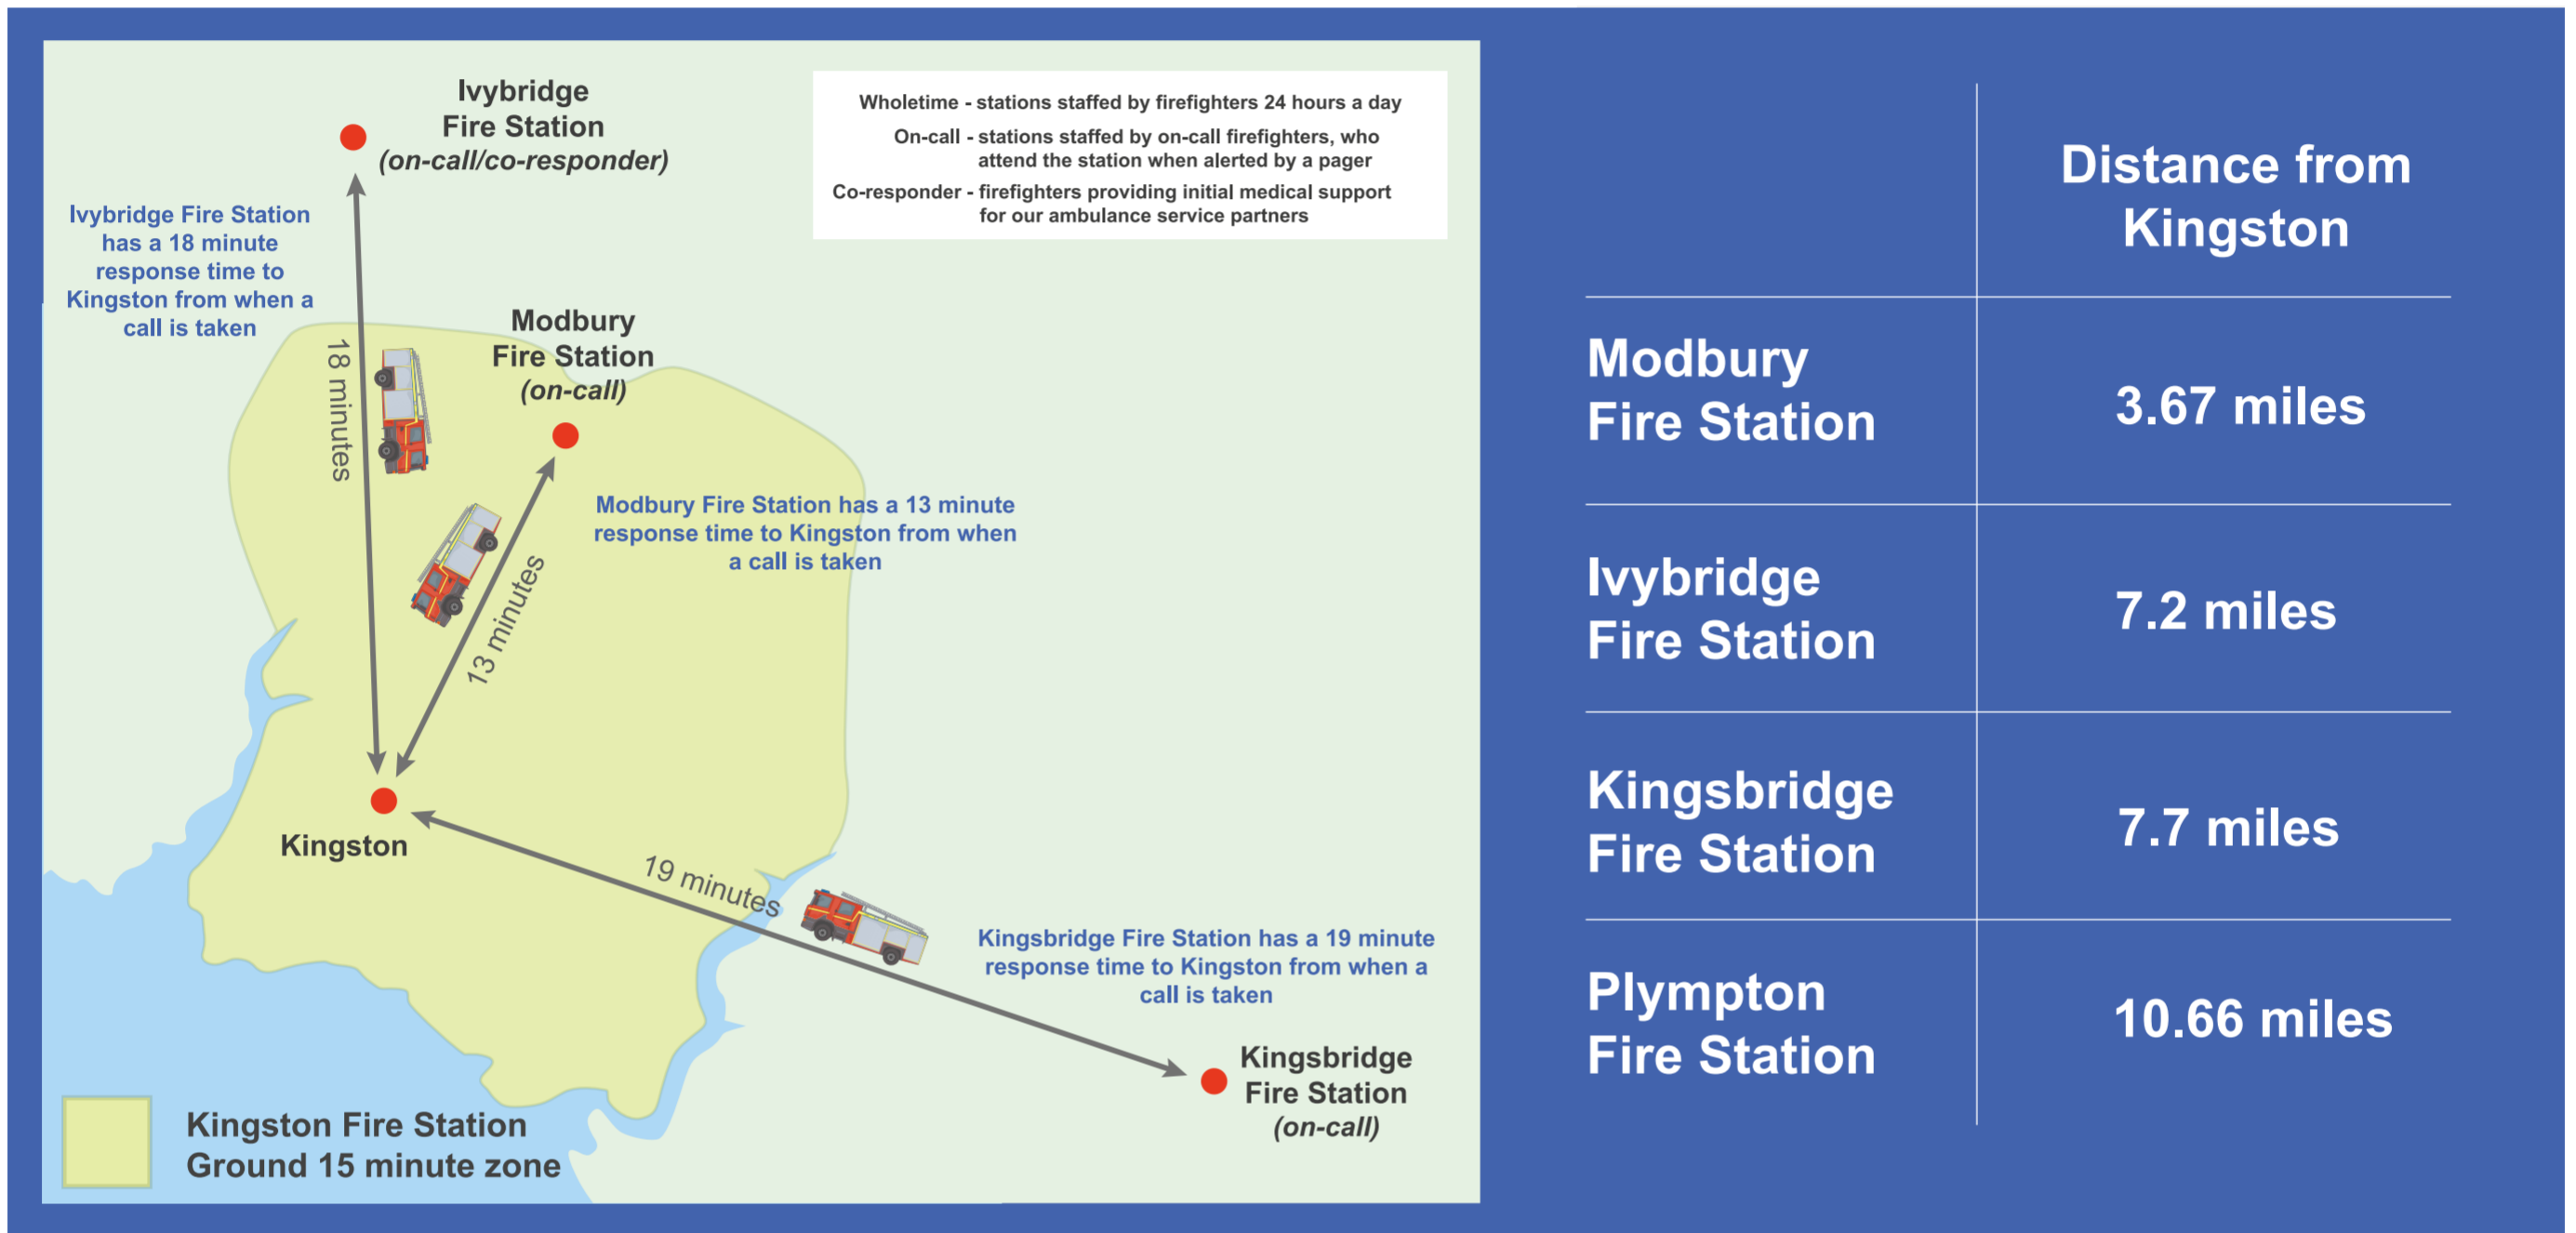 Ivybridge
Fire Station
(on-call/co-responder)
Wholetime - stations staffed by firefighters 24 hours a day
On-call - stations staffed by on-call firefighters, who
attend the station when alerted by a pager
Co-responder - firefighters providing initial medical support
for our ambulance service partners
Ivybridge Fire Station
has a 18 minute
response time to
Kingston from when a
call is taken
18 minutes
Modbury
Fire Station
(on-call)
Modbury Fire Station has a 13 minute
response time to Kingston from when
a call is taken
13 minutes
Kingston
19 minutes
Kingsbridge Fire Station has a 19 minute
response time to Kingston from when a
call is taken
Kingsbridge
Fire Station
(on-call)
Kingston Fire Station
Ground 15 minute zone
Distance from
Kingston
Modbury
Fire Station
3.67 miles
Ivybridge
Fire Station
7.2 miles
Kingsbridge
Fire Station
7.7 miles
Plympton
Fire Station
10.66 miles